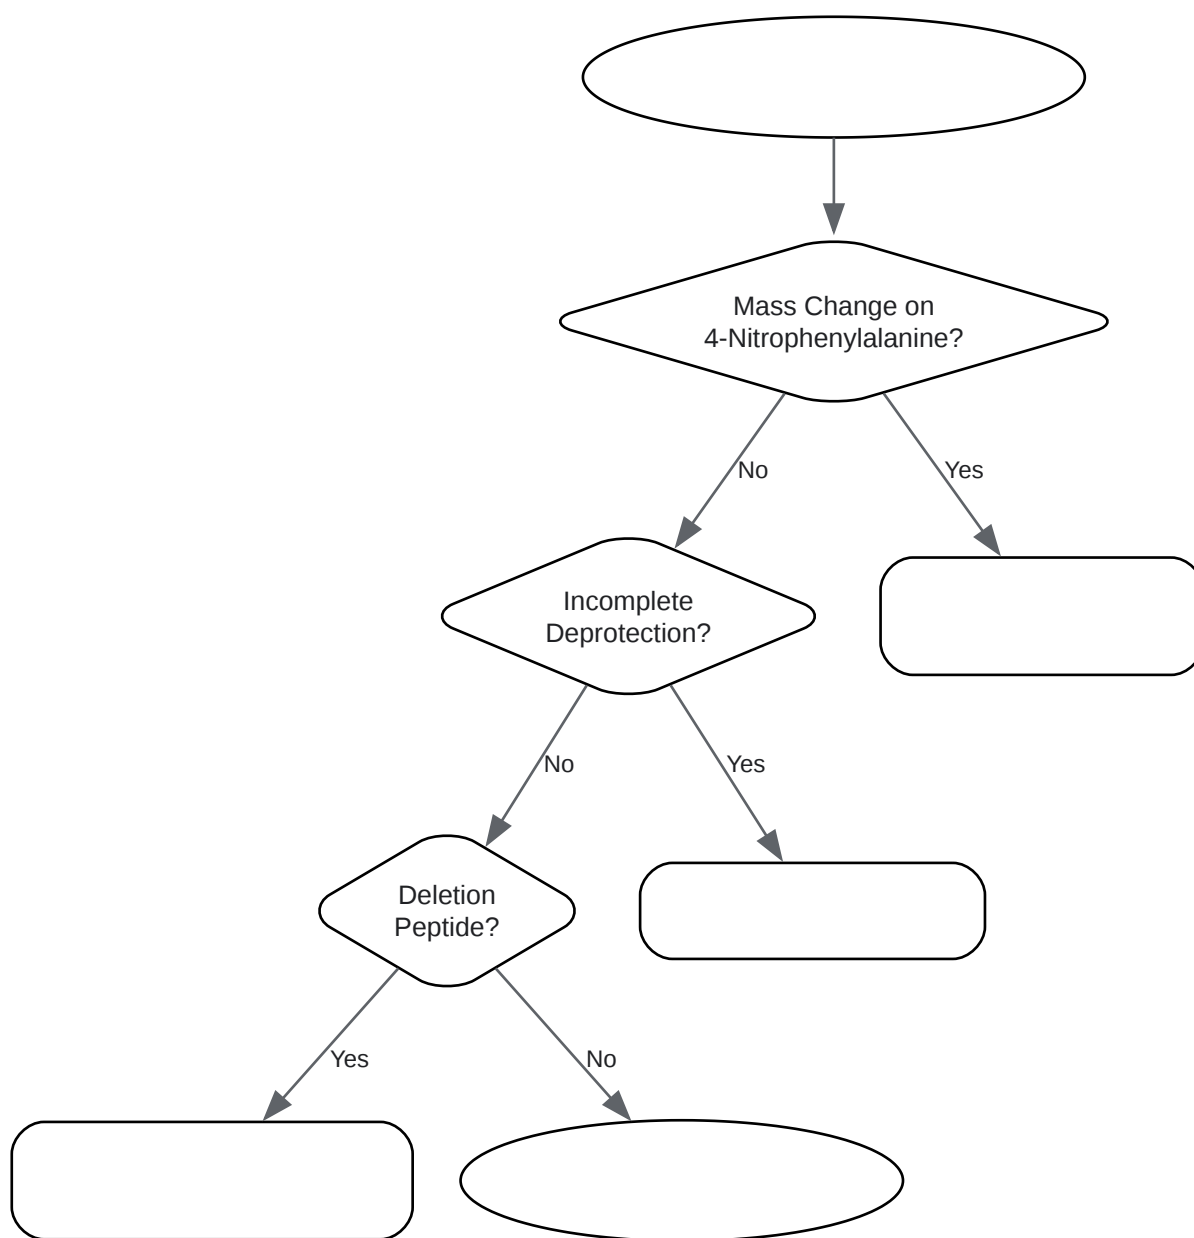 Mass Change on
4-Nitrophenylalanine?
No
Yes
Incomplete
Deprotection?
No
Yes
Deletion
Peptide?
Yes
No